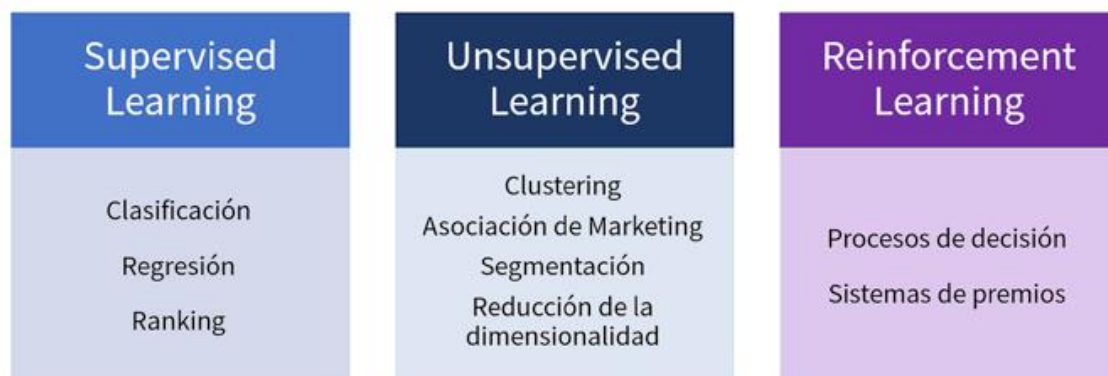 Supervised
Learning
Clasificación
Regresión
Ranking
Unsupervised
Learning
Clustering
Asociación de Marketing
Segmentación
Reducción de la
dimensionalidad
Reinforcement
Learning
Procesos de decisión
Sistemas de premios